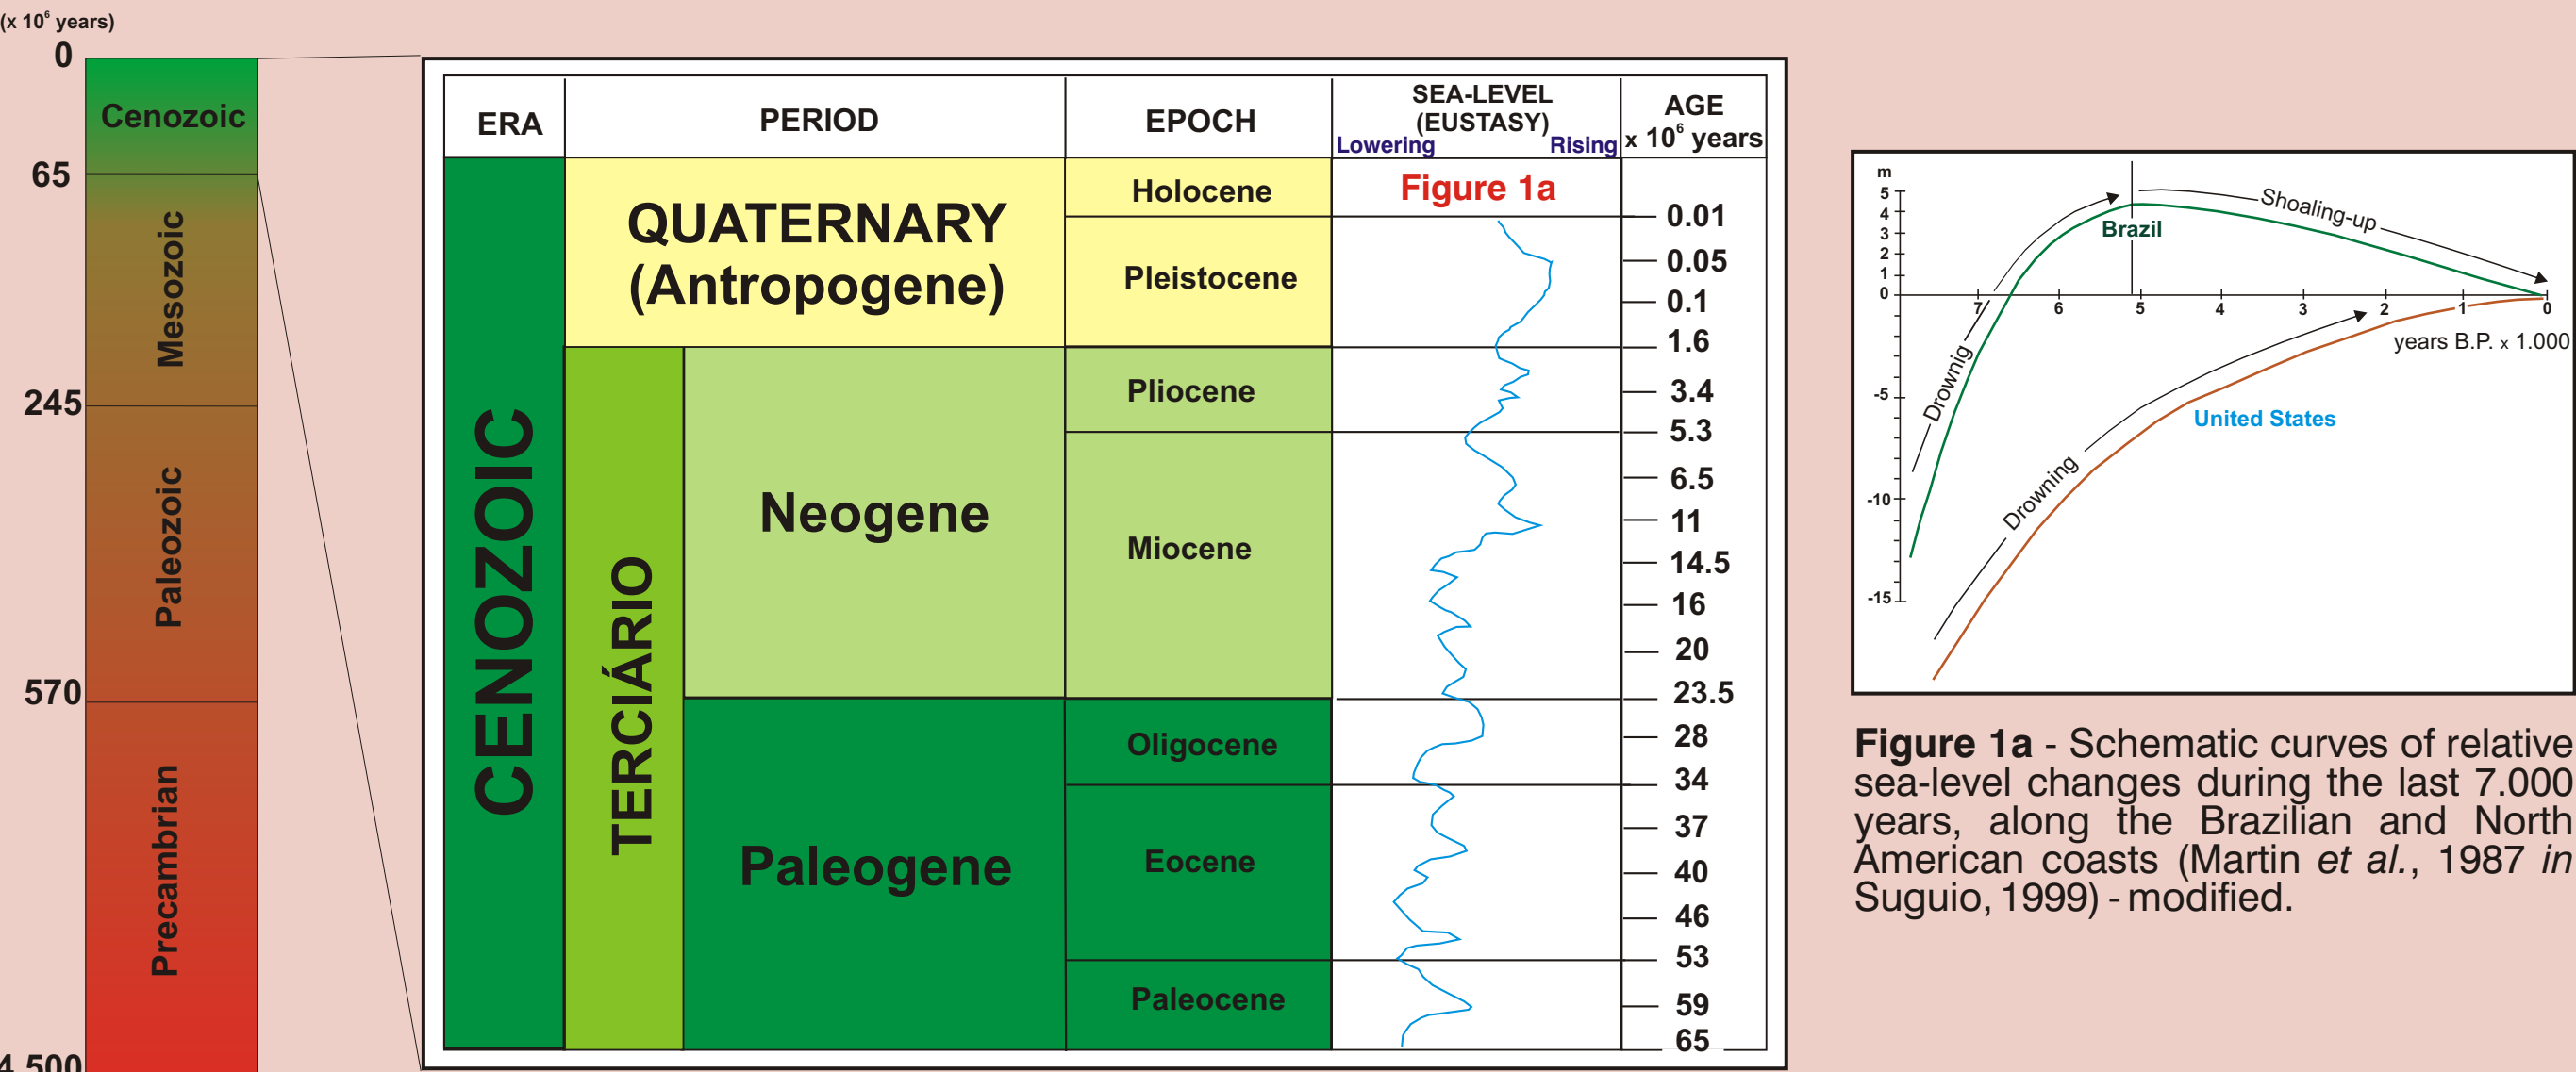 (x 10⁶ years)
0
Cenozoic
65
Mesozoic
245
Paleozoic
570
Precambrian
4.500
ERA
PERIOD
EPOCH
SEA-LEVEL
(EUSTASY)
Lowering
Rising
AGE
x 10⁶ years
CENOZOIC
QUATERNARY
(Antropogene)
TERCIÁRIO
Neogene
Paleogene
Holocene
Pleistocene
Pliocene
Miocene
Oligocene
Eocene
Paleocene
Figure 1a
0.01
0.05
0.1
1.6
3.4
5.3
6.5
11
14.5
16
20
23.5
28
34
37
40
46
53
59
65
m
5
4
3
2
1
0
-5
-10
-15
7
6
5
4
3
2
1
0
years B.P. x 1.000
Brazil
Shoaling-up
Drownig
Drowning
United States
Figure 1a - Schematic curves of relative
sea-level changes during the last 7.000
years, along the Brazilian and North
American coasts (Martin et al., 1987 in
Suguio, 1999) - modified.